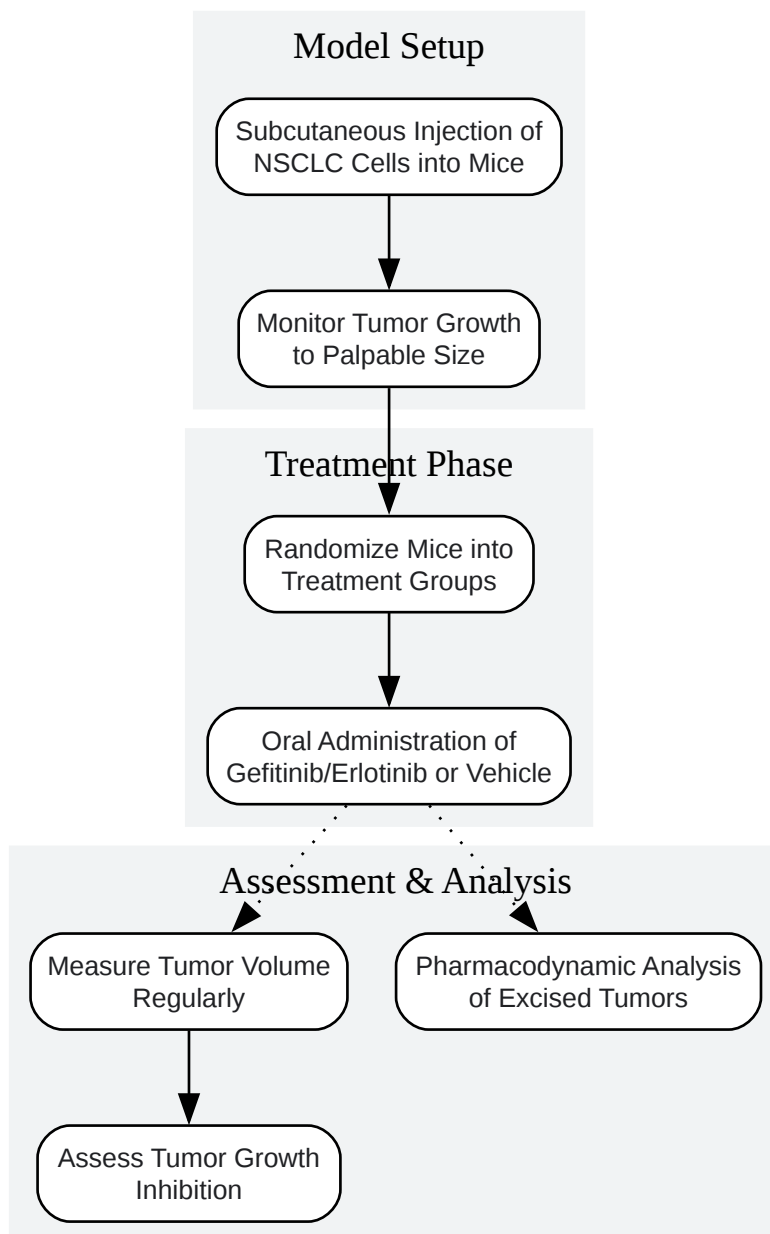 Model Setup
Subcutaneous Injection of
NSCLC Cells into Mice
Monitor Tumor Growth
to Palpable Size
Treatment Phase
Randomize Mice into
Treatment Groups
Oral Administration of
Gefitinib/Erlotinib or Vehicle
Assessment & Analysis
Measure Tumor Volume
Regularly
Pharmacodynamic Analysis
of Excised Tumors
Assess Tumor Growth
Inhibition